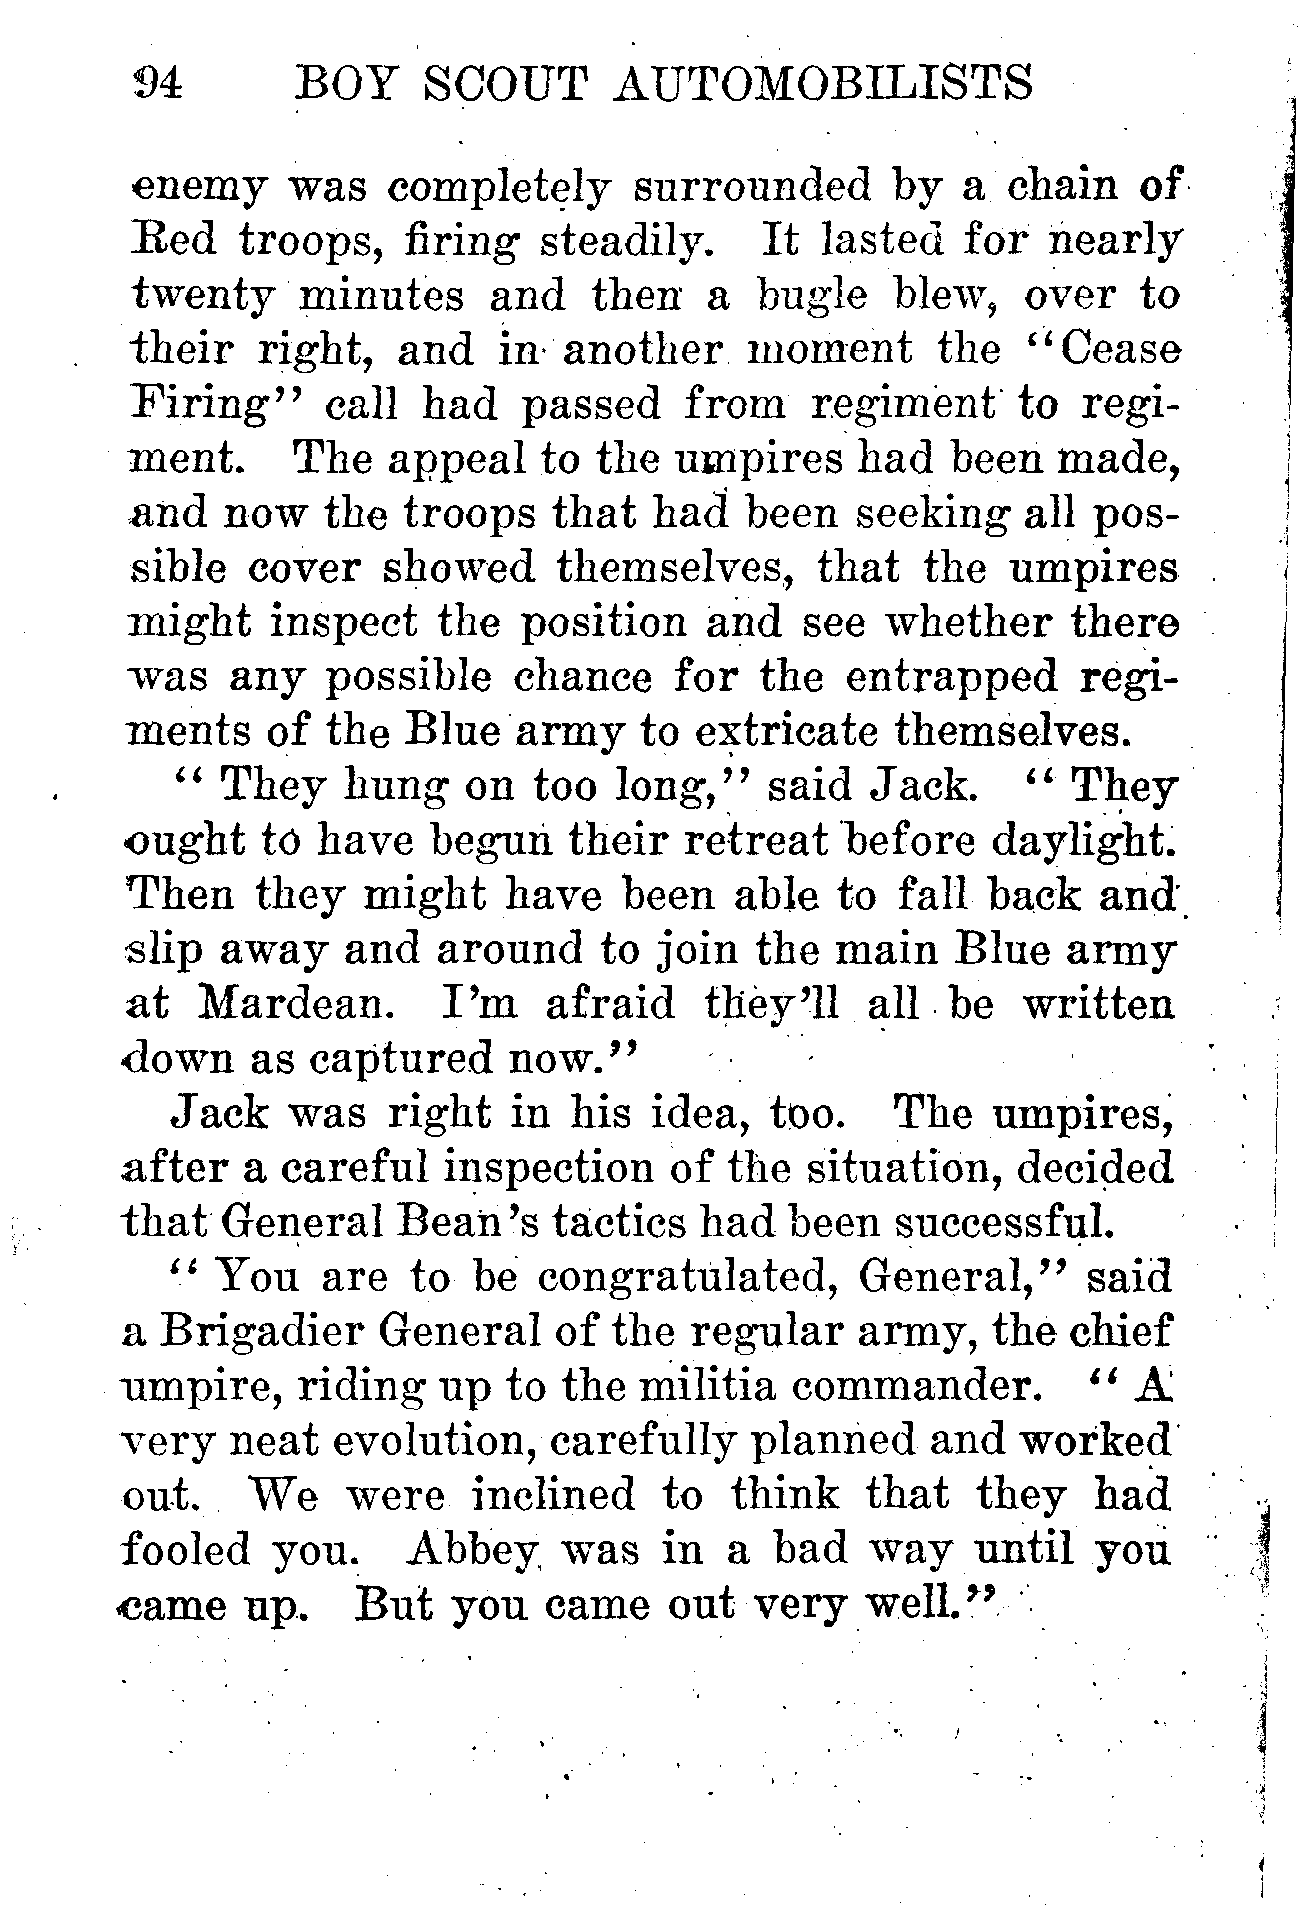 94 BOY SCOUT AUTOMOBILISTS
enemy was completely surrounded by a chain of
Red troops, firing steadily. It lasted for nearly
twenty minutes and then a bugle blew, over to
their right, and in another moment the "Cease
Firing" call had passed from regiment to regi-
ment. The appeal to the umpires had been made,
and now the troops that had been seeking all pos-
sible cover showed themselves, that the umpires
might inspect the position and see whether there
was any possible chance for the entrapped regi-
ments of the Blue army to extricate themselves.
"They hung on too long," said Jack. "They
ought to have begun their retreat before daylight.
Then they might have been able to fall back and
slip away and around to join the main Blue army
at Mardean. I'm afraid they'll all be written
down as captured now."
Jack was right in his idea, too. The umpires,
after a careful inspection of the situation, decided
that General Bean's tactics had been successful.
"You are to be congratulated, General," said
a Brigadier General of the regular army, the chief
umpire, riding up to the militia commander. "A
very neat evolution, carefully planned and worked
out. We were inclined to think that they had
fooled you. Abbey was in a bad way until you
came up. But you came out very well."